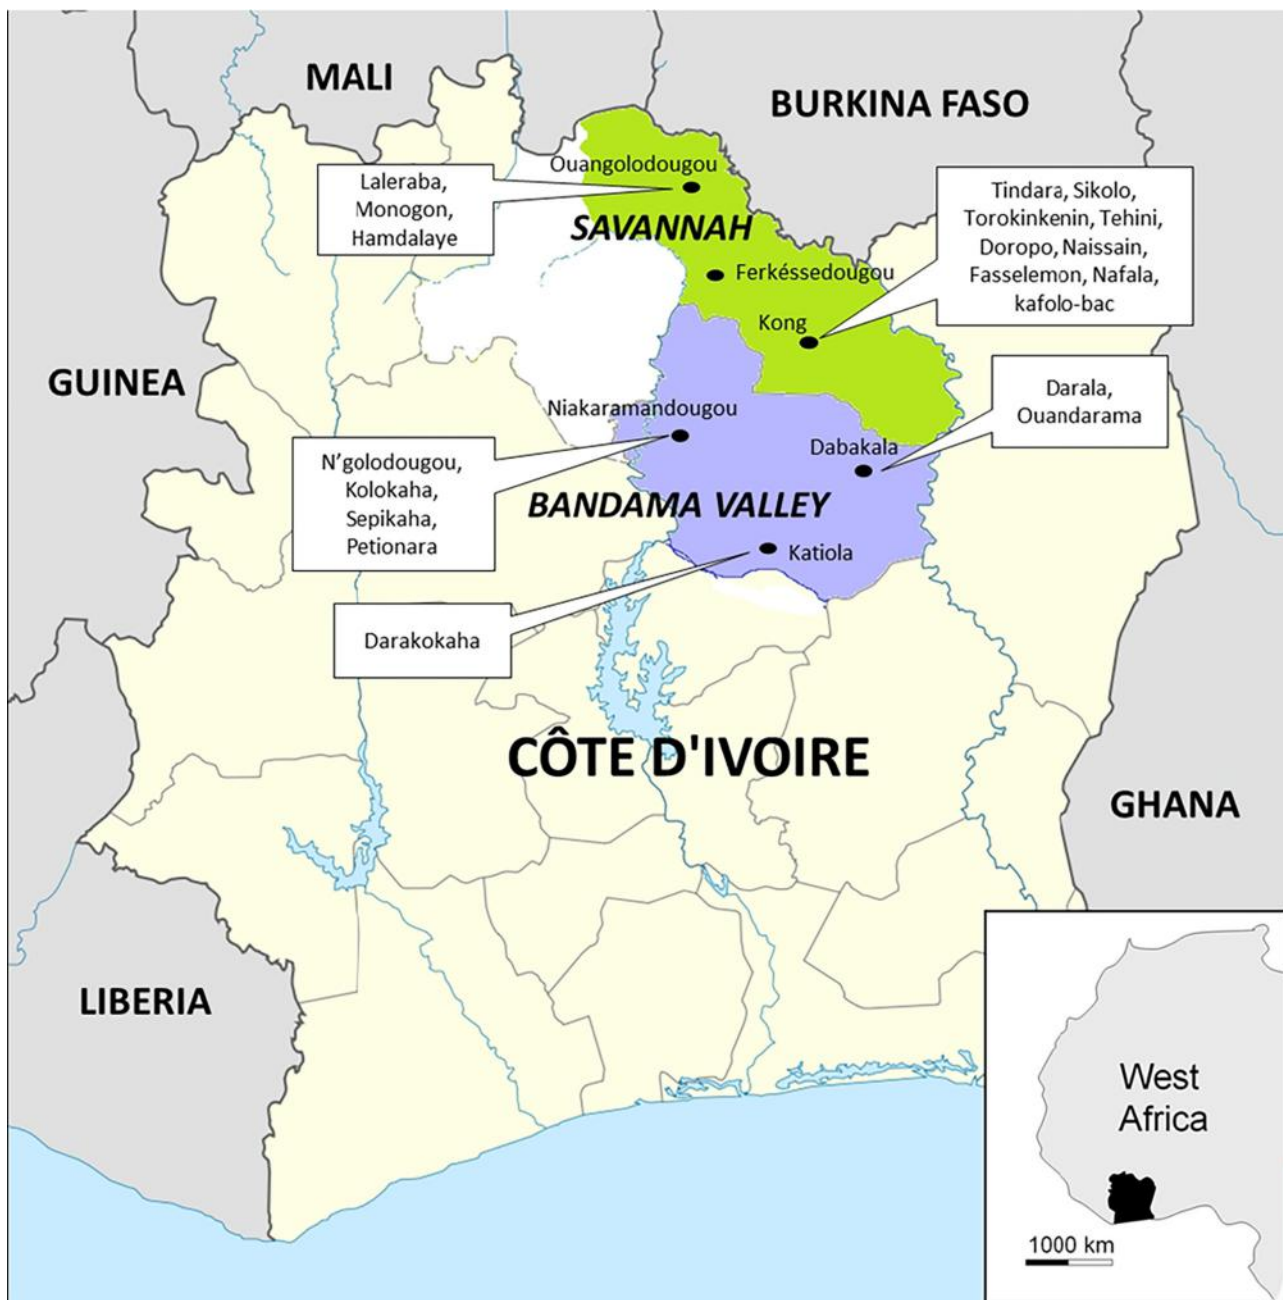 MALI
BURKINA FASO
Ouangolodougou
Laleraba,
Monogon,
Hamdalaye
Tindara, Sikolo,
Torokinkenin, Tehini,
Doropo, Naissain,
Fasselemon, Nafala,
kafolo-bac
SAVANNAH
Ferkéssedougou
Kong
GUINEA
Darala,
Ouandarama
Niakaramandougou
Dabakala
N'golodougou,
Kolokaha,
Sepikaha,
Petionara
BANDAMA VALLEY
Katiola
Darakokaha
CÔTE D'IVOIRE
GHANA
LIBERIA
West
Africa
1000 km